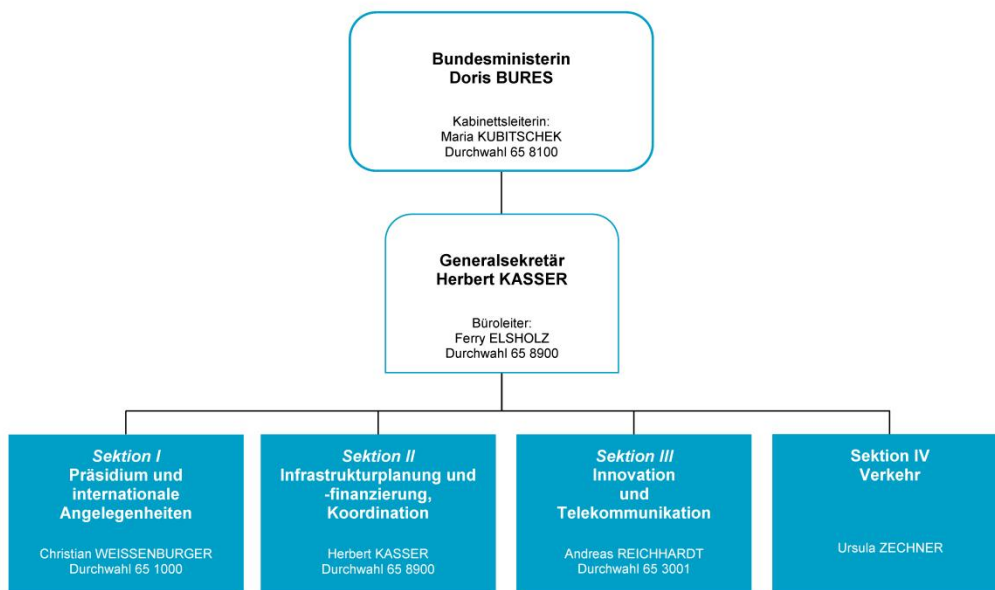 Bundesministerin
Doris BURES
Kabinettsleiterin:
Maria KUBITSCHEK
Durchwahl 65 8100
Generalsekretär
Herbert KASSER
Büroleiter:
Ferry ELSHOLZ
Durchwahl 65 8900
Sektion I
Präsidium und
internationale
Angelegenheiten
Christian WEISSENBURGER
Durchwahl 65 1000
Sektion II
Infrastrukturplanung und
-finanzierung,
Koordination
Herbert KASSER
Durchwahl 65 8900
Sektion III
Innovation
und
Telekommunikation
Andreas REICHHARDT
Durchwahl 65 3001
Sektion IV
Verkehr
Ursula ZECHNER